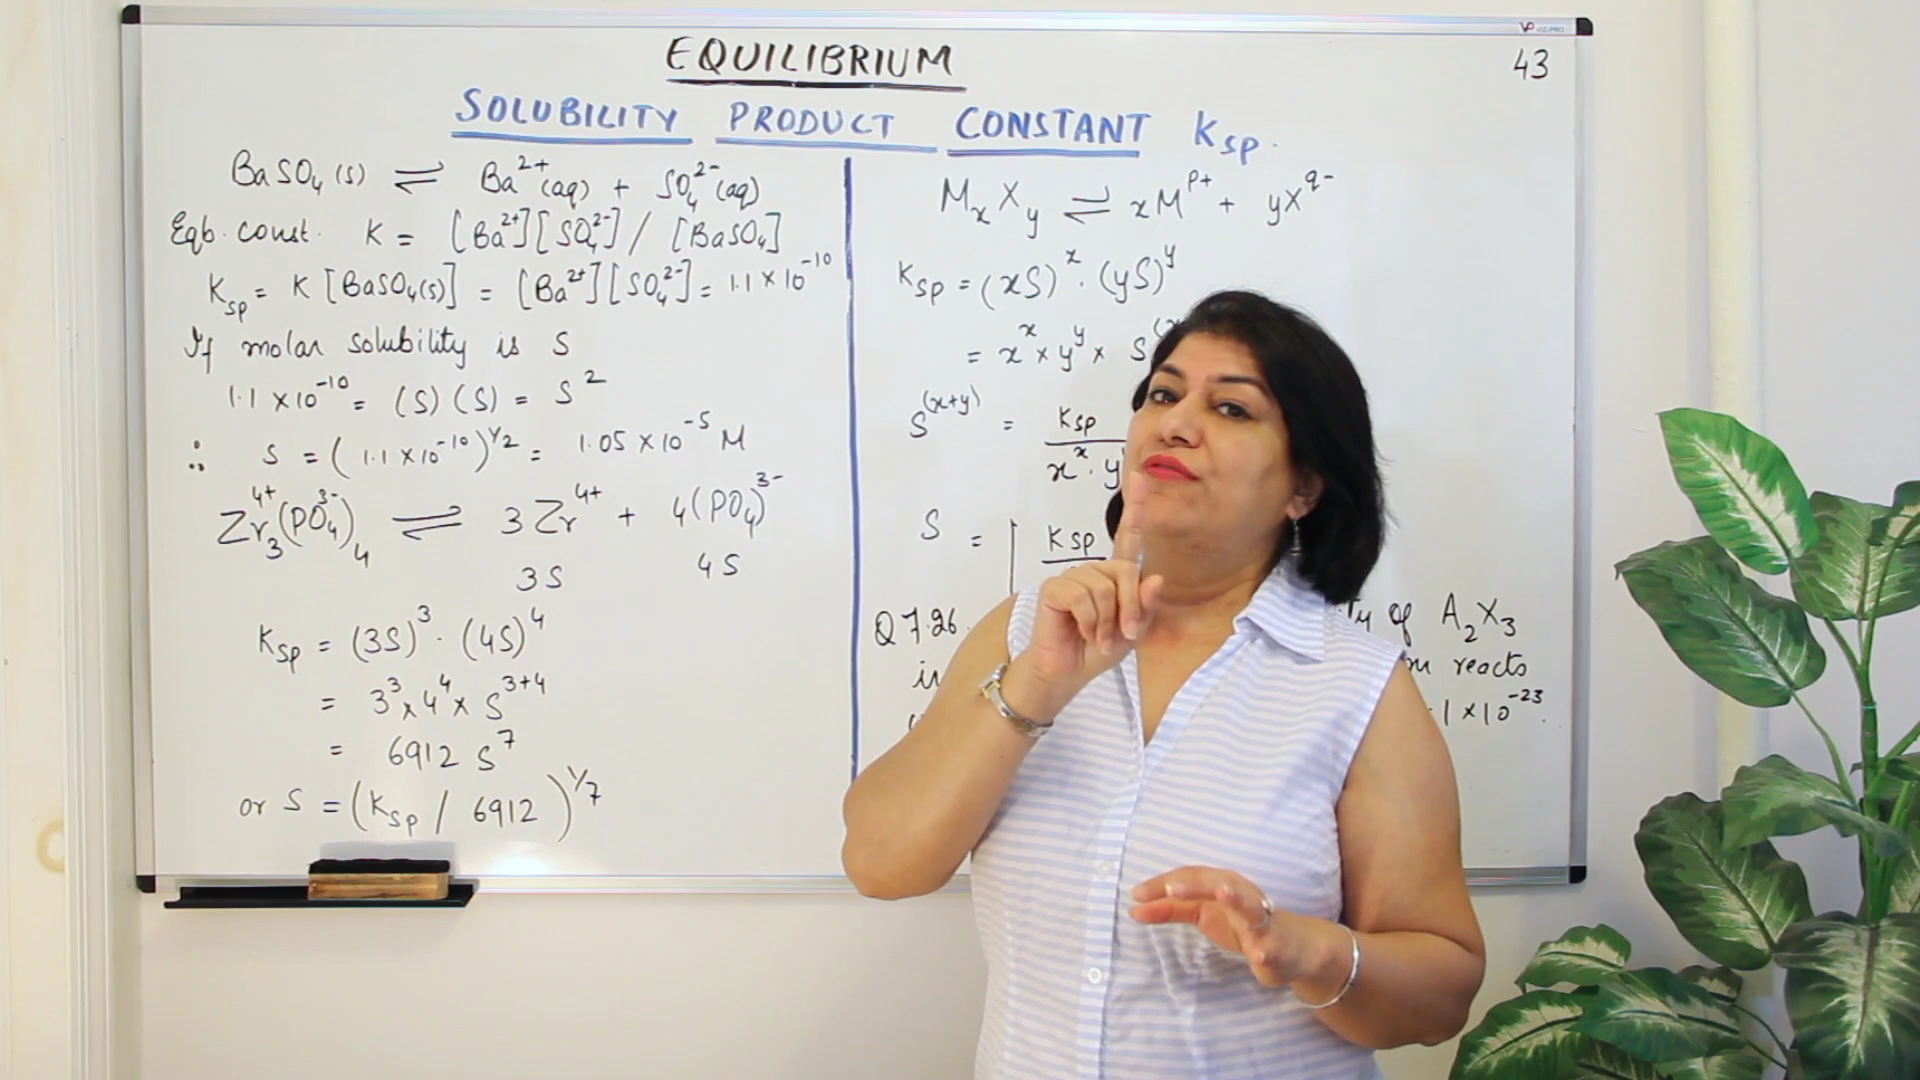 EQUILIBRIUM
43
SOLUBILITY PRODUCT CONSTANT Ksp.
BaSO₄(s) ⇌ Ba²⁺(aq) + SO₄²⁻(aq)
Eqb. const. K = [Ba²⁺][SO₄²⁻] / [BaSO₄]
Ksp = K [BaSO₄(s)] = [Ba²⁺][SO₄²⁻] = 1.1 × 10⁻¹⁰
If molar solubility is S
1.1 × 10⁻¹⁰ = (S)(S) = S²
∴ S = (1.1 × 10⁻¹⁰)^1/2 = 1.05 × 10⁻⁵ M
Zr₃⁴⁺(PO₄³⁻)₄ ⇌ 3Zr⁴⁺ + 4(PO₄)³⁻
3S 4S
Ksp = (3S)³ · (4S)⁴
= 3³ × 4⁴ × S³⁺⁴
= 6912 S⁷
or S = (Ksp / 6912)^1/7
MxXy ⇌ xM^p+ + yX^q-
Ksp = (xS)^x · (yS)^y
= x^x × y^y × S
S^(x+y) = Ksp / x^x · y
S = Ksp
Q 7.26. of A₂X₃
in reacts
1 × 10⁻²³.